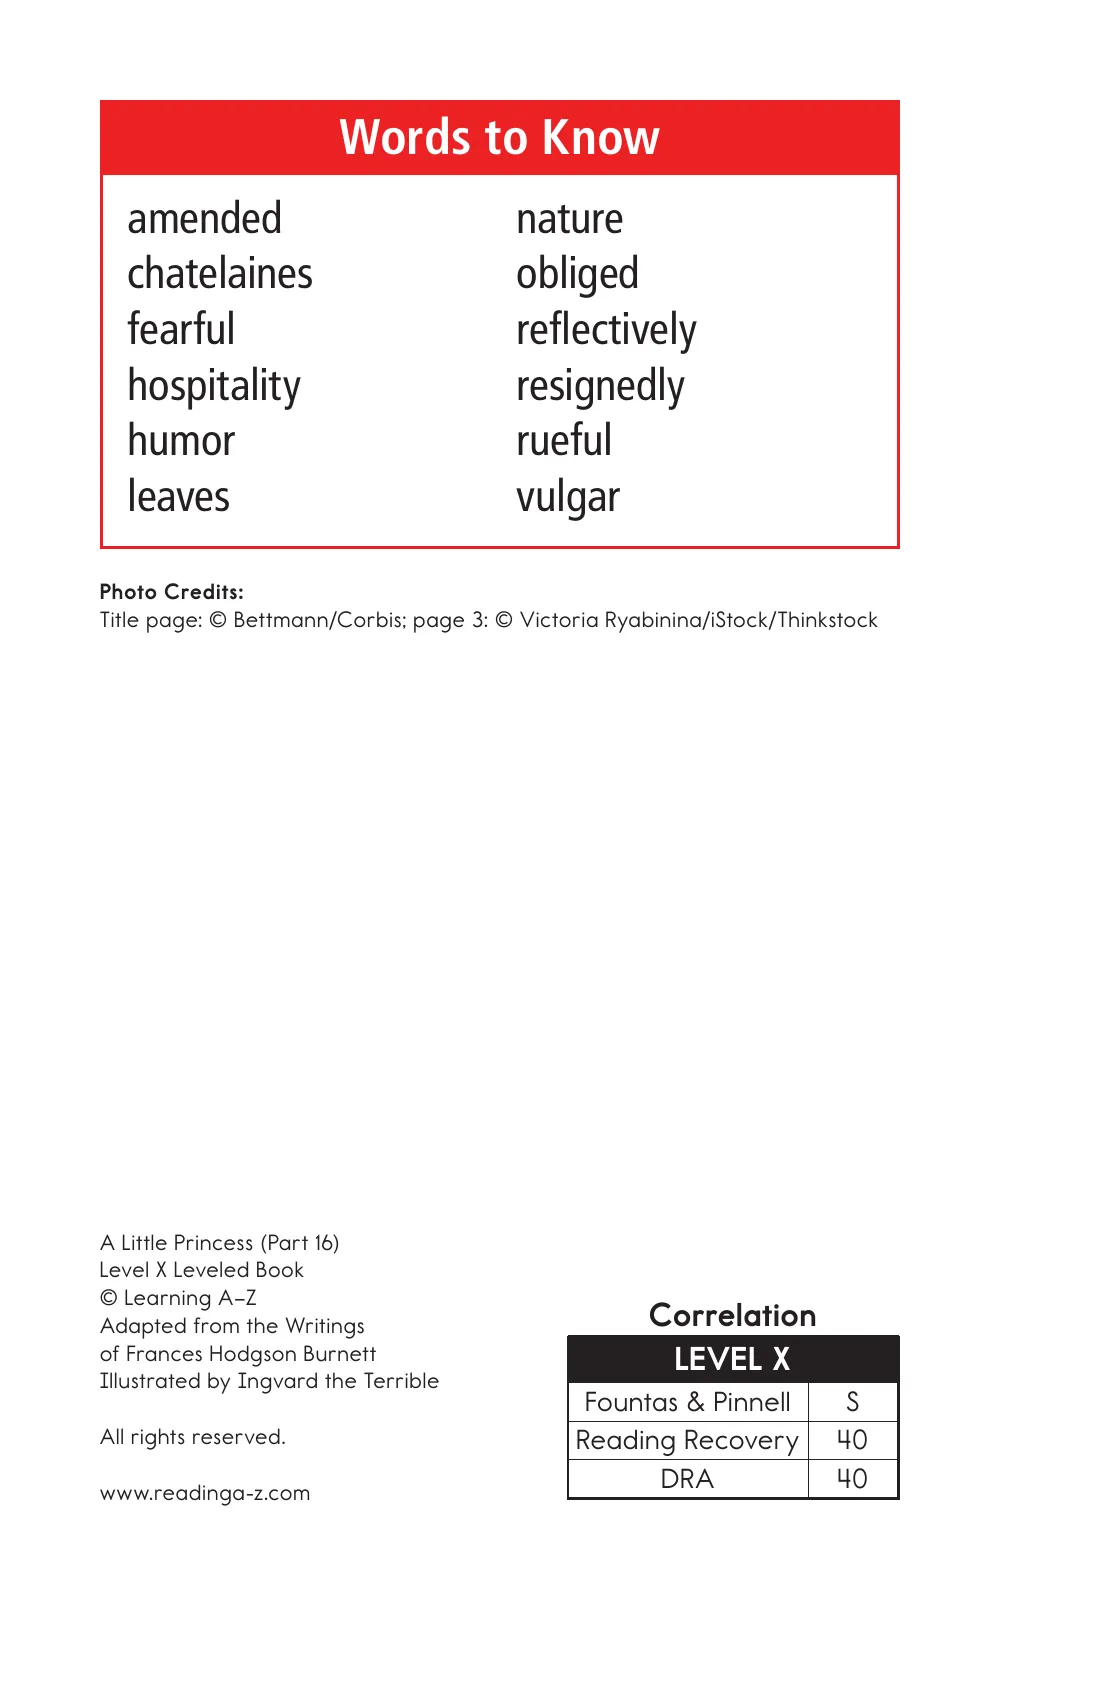 Words to Know
amended
chatelaines
fearful
hospitality
humor
leaves
nature
obliged
reflectively
resignedly
rueful
vulgar
Photo Credits:
Title page: © Bettmann/Corbis; page 3: © Victoria Ryabinina/iStock/Thinkstock
A Little Princess (Part 16)
Level X Leveled Book
© Learning A–Z
Adapted from the Writings
of Frances Hodgson Burnett
Illustrated by Ingvard the Terrible
All rights reserved.
www.readinga-z.com
Correlation
LEVEL X
Fountas & Pinnell S
Reading Recovery 40
DRA 40